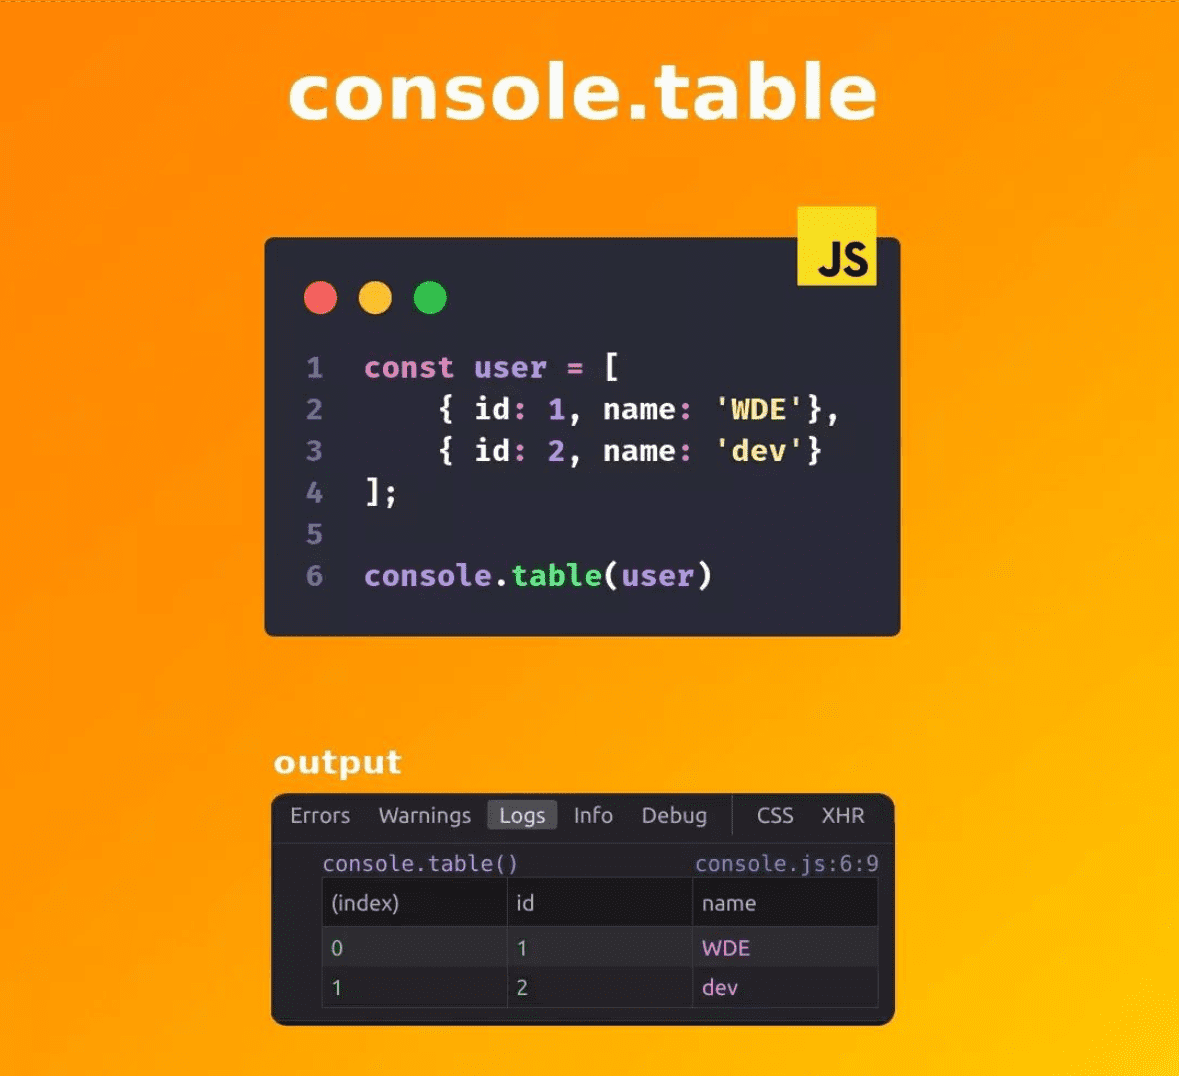 console.table
JS
1 const user = [
2     { id: 1, name: 'WDE'},
3     { id: 2, name: 'dev'}
4 ];
5
6 console.table(user)
output
Errors Warnings Logs Info Debug CSS XHR
console.table() console.js:6:9
(index) id name
0 1 WDE
1 2 dev